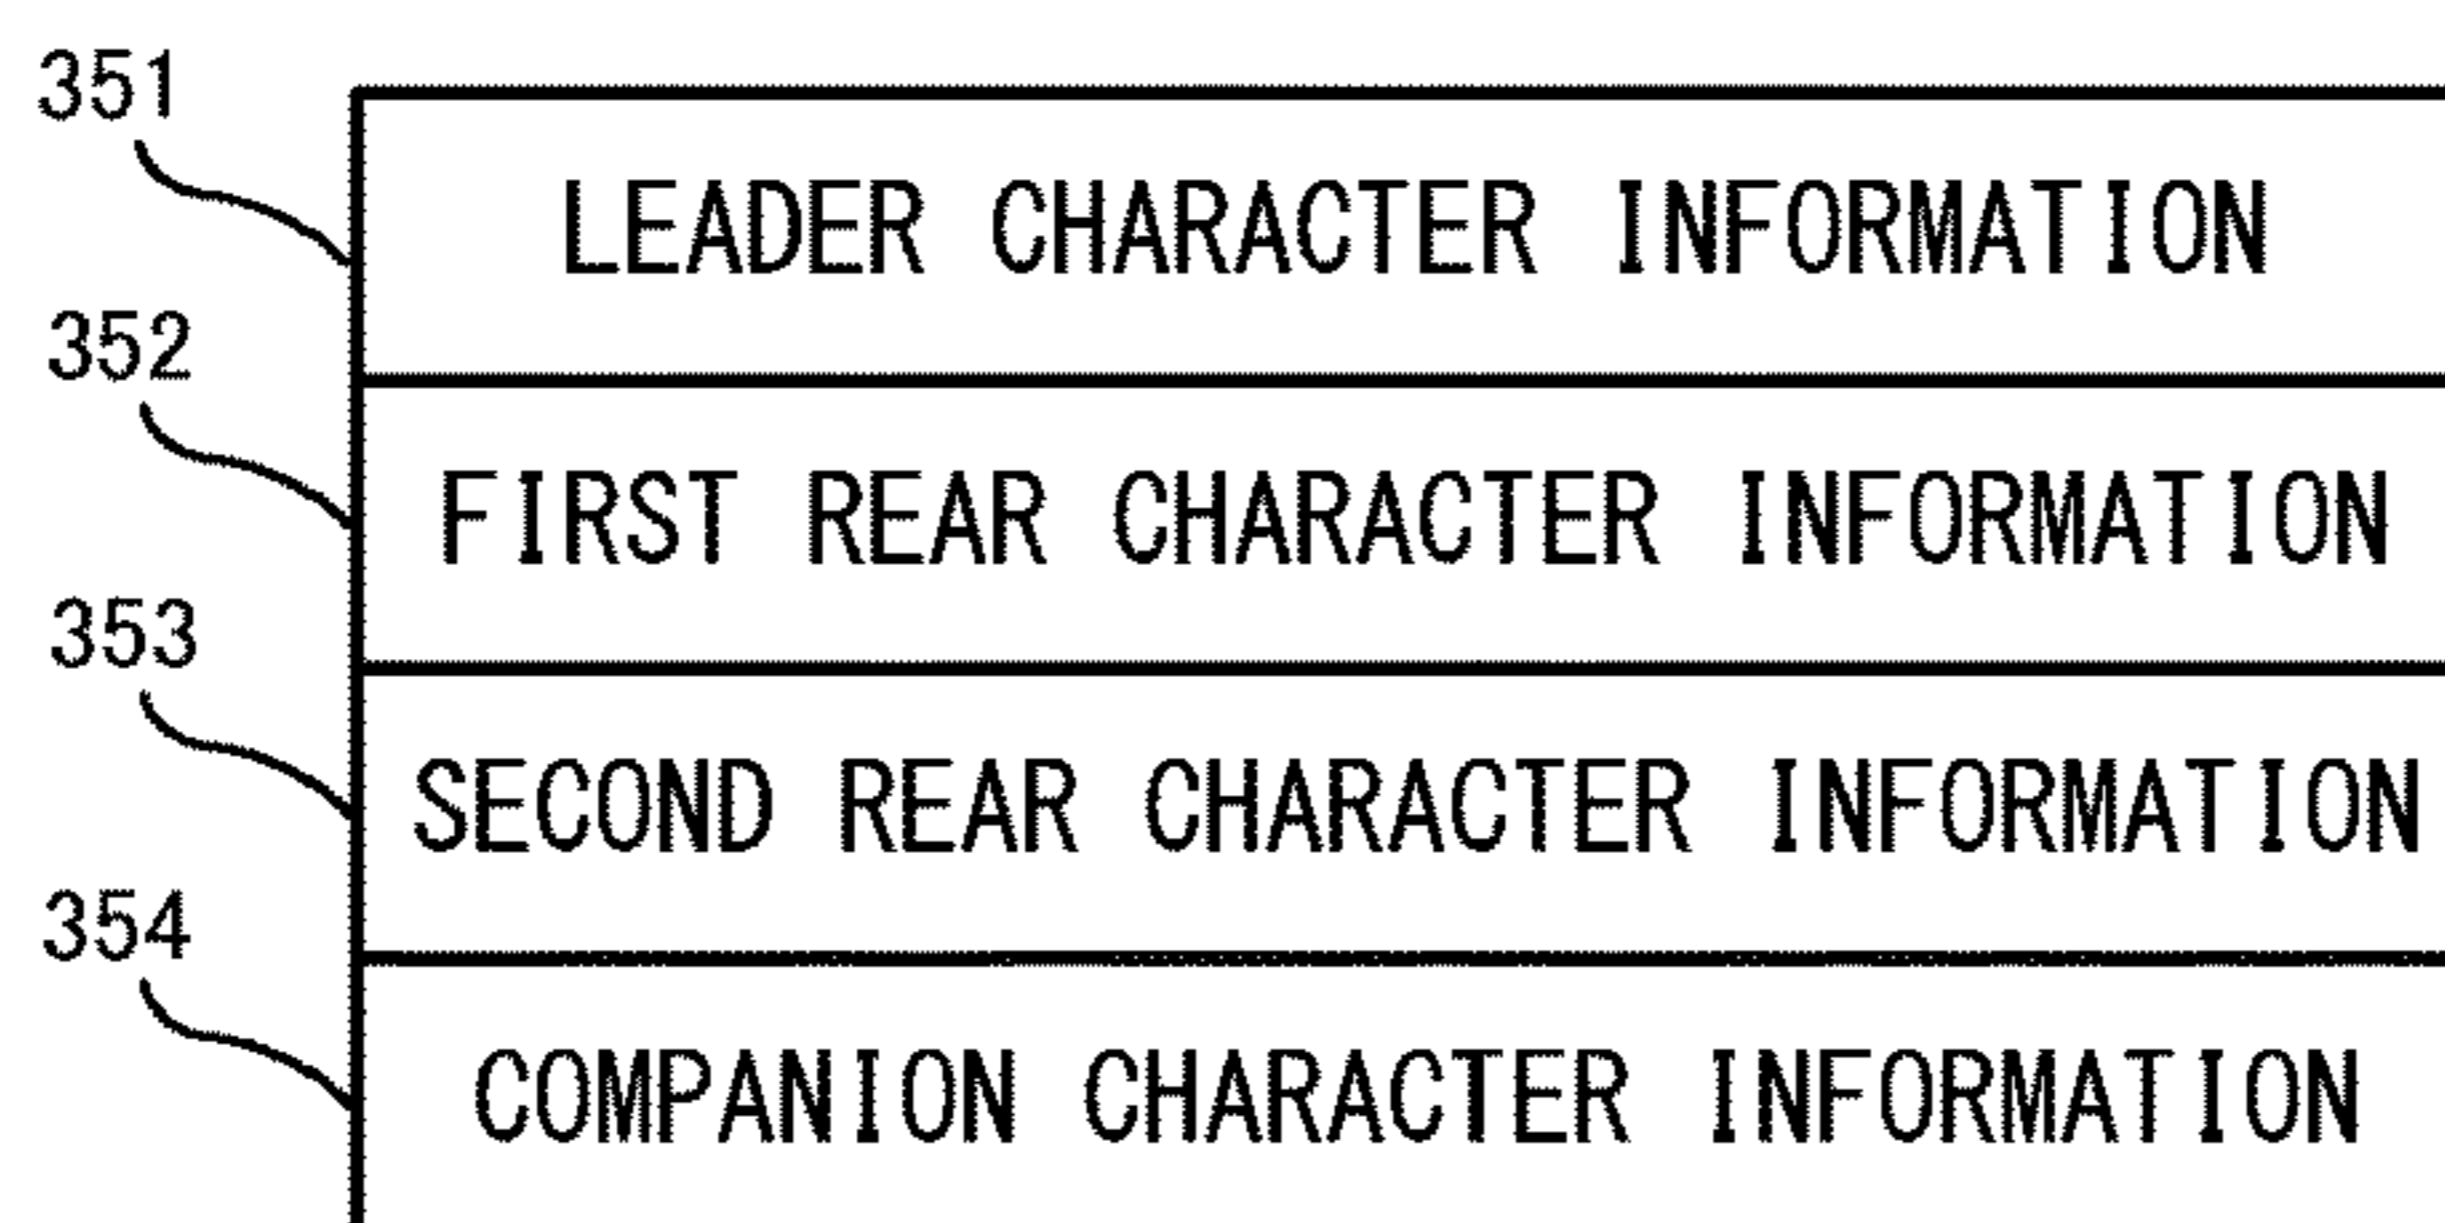 351
LEADER CHARACTER INFORMATION
352
FIRST REAR CHARACTER INFORMATION
353
SECOND REAR CHARACTER INFORMATION
354
COMPANION CHARACTER INFORMATION